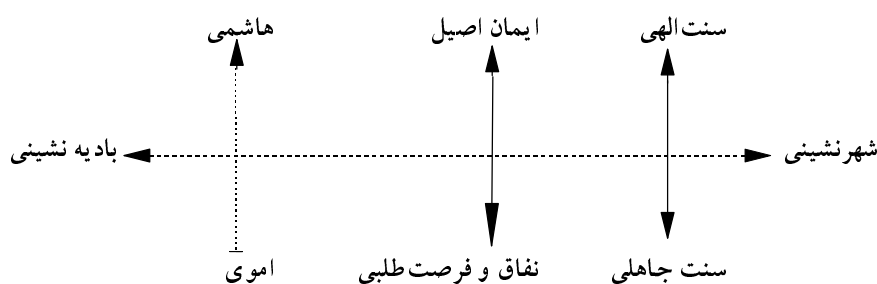 سنت الهی
ایمان اصیل
هاشمی
شهرنشینی
بادیه نشینی
سنت جاهلی
نفاق و فرصت طلبی
اموی